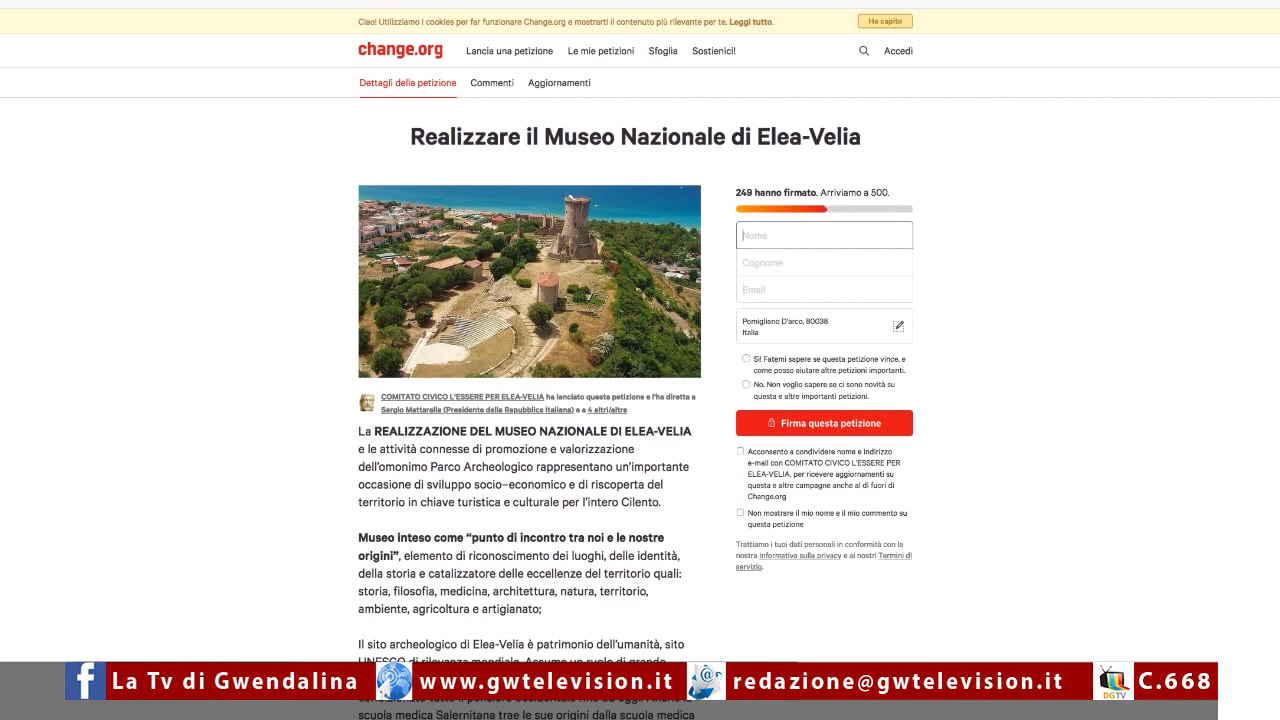 Ciao! Utilizziamo i cookies per far funzionare Change.org e mostrarti il contenuto più rilevante per te. Leggi tutto.
Ho capito
change.org
Lancia una petizione
Le mie petizioni
Sfoglia
Sostienici!
Accedi
Dettagli della petizione
Commenti
Aggiornamenti
Realizzare il Museo Nazionale di Elea-Velia
COMITATO CIVICO L'ESSERE PER ELEA-VELIA ha lanciato questa petizione e l'ha diretta a
Sergio Mattarella (Presidente della Repubblica Italiana) e a 4 altri/altre
La REALIZZAZIONE DEL MUSEO NAZIONALE DI ELEA-VELIA
e le attività connesse di promozione e valorizzazione
dell'omonimo Parco Archeologico rappresentano un'importante
occasione di sviluppo socio-economico e di riscoperta del
territorio in chiave turistica e culturale per l'intero Cilento.
Museo inteso come "punto di incontro tra noi e le nostre
origini", elemento di riconoscimento dei luoghi, delle identità,
della storia e catalizzatore delle eccellenze del territorio quali:
storia, filosofia, medicina, architettura, natura, territorio,
ambiente, agricoltura e artigianato;
Il sito archeologico di Elea-Velia è patrimonio dell'umanità, sito
UNESCO di rilevanza mondiale. Assume un ruolo di grande
scuola medica Salernitana trae le sue origini dalla scuola medica
249 hanno firmato. Arriviamo a 500.
Nome
Cognome
Email
Pomigliano D'arco, 80038
Italia
Sì! Fatemi sapere se questa petizione vince, e
come posso aiutare altre petizioni importanti.
No. Non voglio sapere se ci sono novità su
questa e altre importanti petizioni.
Firma questa petizione
Acconsento a condividere nome e indirizzo
e-mail con COMITATO CIVICO L'ESSERE PER
ELEA-VELIA, per ricevere aggiornamenti su
questa e altre campagne anche al di fuori di
Change.org
Non mostrare il mio nome e il mio commento su
questa petizione
Trattiamo i tuoi dati personali in conformità con la
nostra Informativa sulla privacy e ai nostri Termini di
servizio.
La Tv di Gwendalina
www.gwtelevision.it
redazione@gwtelevision.it
DGTV
C.668